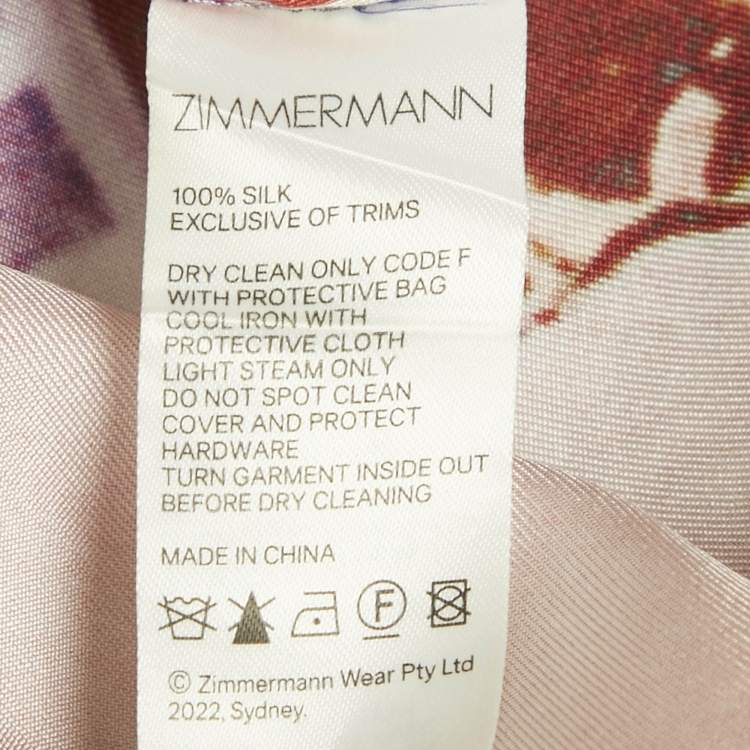 ZIMMERMANN
100% SILK
EXCLUSIVE OF TRIMS
DRY CLEAN ONLY CODE F
WITH PROTECTIVE BAG
COOL IRON WITH
PROTECTIVE CLOTH
LIGHT STEAM ONLY
DO NOT SPOT CLEAN
COVER AND PROTECT
HARDWARE
TURN GARMENT INSIDE OUT
BEFORE DRY CLEANING
MADE IN CHINA
F
© Zimmermann Wear Pty Ltd
2022, Sydney.